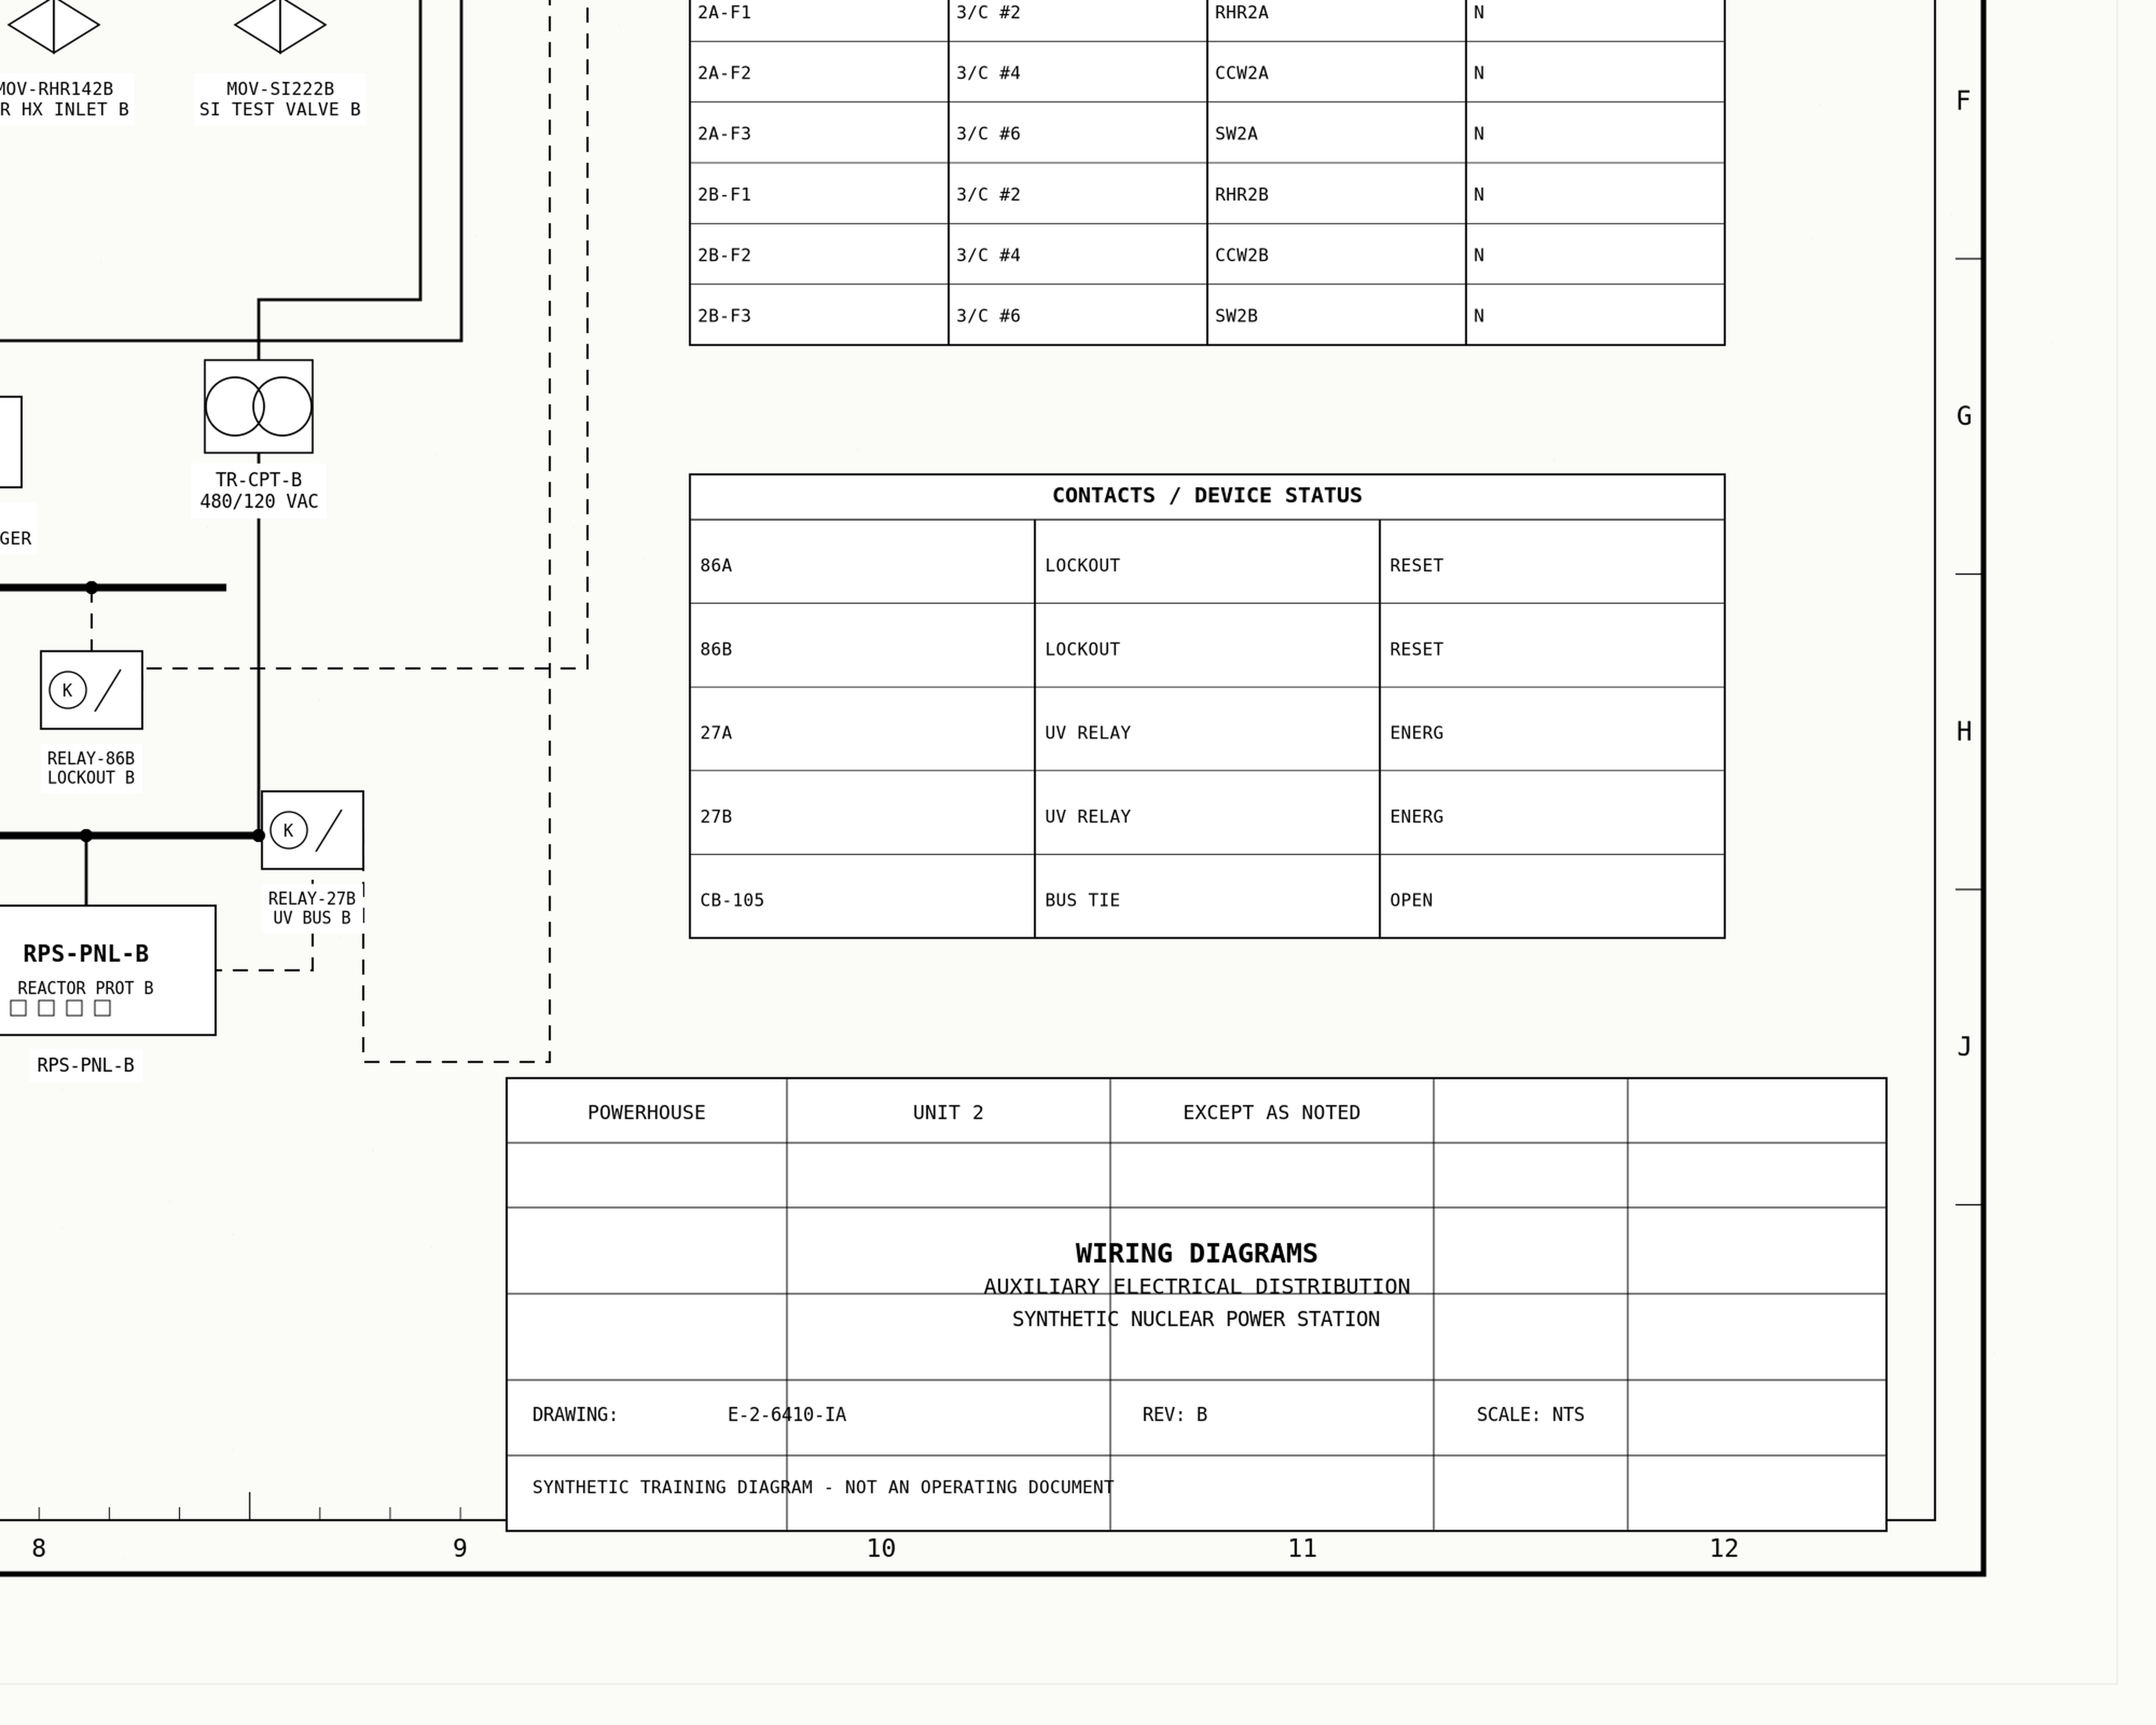 MOV-RHR142B
R HX INLET B
MOV-SI222B
SI TEST VALVE B
2A-F1 3/C #2 RHR2A N
2A-F2 3/C #4 CCW2A N
2A-F3 3/C #6 SW2A N
2B-F1 3/C #2 RHR2B N
2B-F2 3/C #4 CCW2B N
2B-F3 3/C #6 SW2B N
F
G
H
J
TR-CPT-B
480/120 VAC
GER
K
RELAY-86B
LOCKOUT B
K
RELAY-27B
UV BUS B
RPS-PNL-B
REACTOR PROT B
RPS-PNL-B
CONTACTS / DEVICE STATUS
86A LOCKOUT RESET
86B LOCKOUT RESET
27A UV RELAY ENERG
27B UV RELAY ENERG
CB-105 BUS TIE OPEN
POWERHOUSE UNIT 2 EXCEPT AS NOTED
WIRING DIAGRAMS
AUXILIARY ELECTRICAL DISTRIBUTION
SYNTHETIC NUCLEAR POWER STATION
DRAWING: E-2-6410-IA REV: B SCALE: NTS
SYNTHETIC TRAINING DIAGRAM - NOT AN OPERATING DOCUMENT
8 9 10 11 12